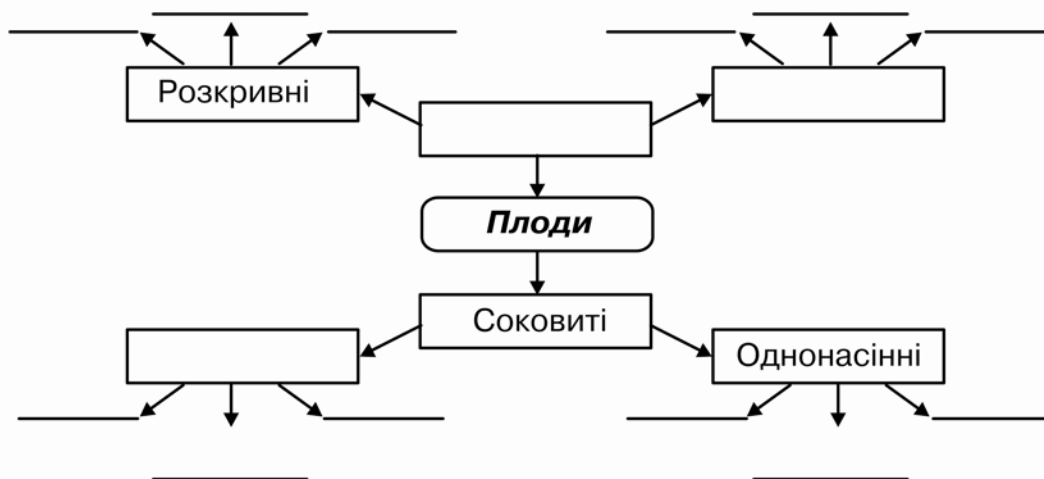 Розкривні
Плоди
Соковиті
Однонасінні